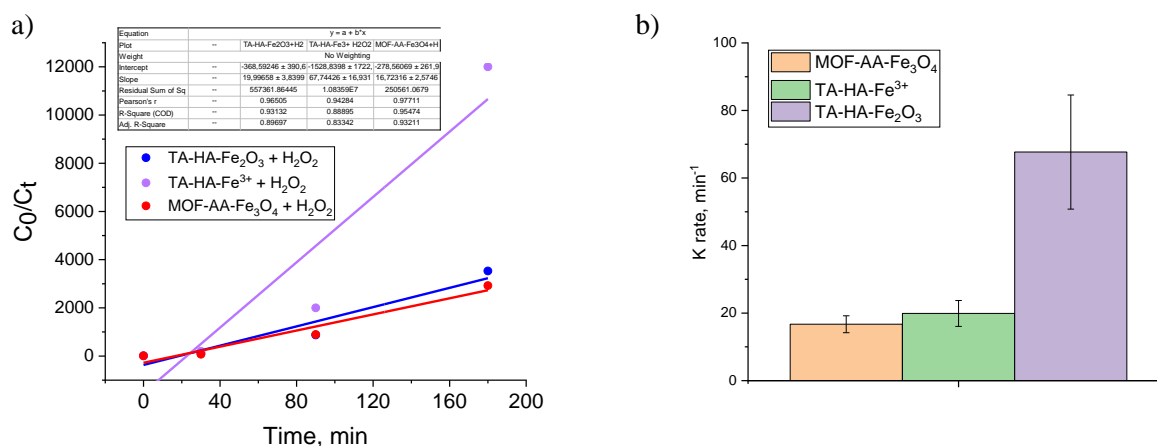 a)
Equation y = a + b*x
Plot -- TA-HA-Fe2O3+H2 TA-HA-Fe3+ H2O2 MOF-AA-Fe3O4+H
Weight No Weighting
Intercept -- -368,59246 ± 390,6 -1528,8398 ± 1722, -278,56069 ± 261,9
Slope -- 19,99658 ± 3,8399 67,74426 ± 16,931 16,72316 ± 2,5746
Residual Sum of Sq -- 557361.86445 1.08359E7 250561.0679
Pearson's r -- 0.96505 0.94284 0.97711
R-Square (COD) -- 0.93132 0.88895 0.95474
Adj. R-Square -- 0.89697 0.83342 0.93211
TA-HA-Fe₂O₃ + H₂O₂
TA-HA-Fe³⁺ + H₂O₂
MOF-AA-Fe₃O₄ + H₂O₂
C₀/Cₜ
12000
10000
8000
6000
4000
2000
0
0 40 80 120 160 200
Time, min
b)
MOF-AA-Fe₃O₄
TA-HA-Fe³⁺
TA-HA-Fe₂O₃
K rate, min⁻¹
100
80
60
40
20
0